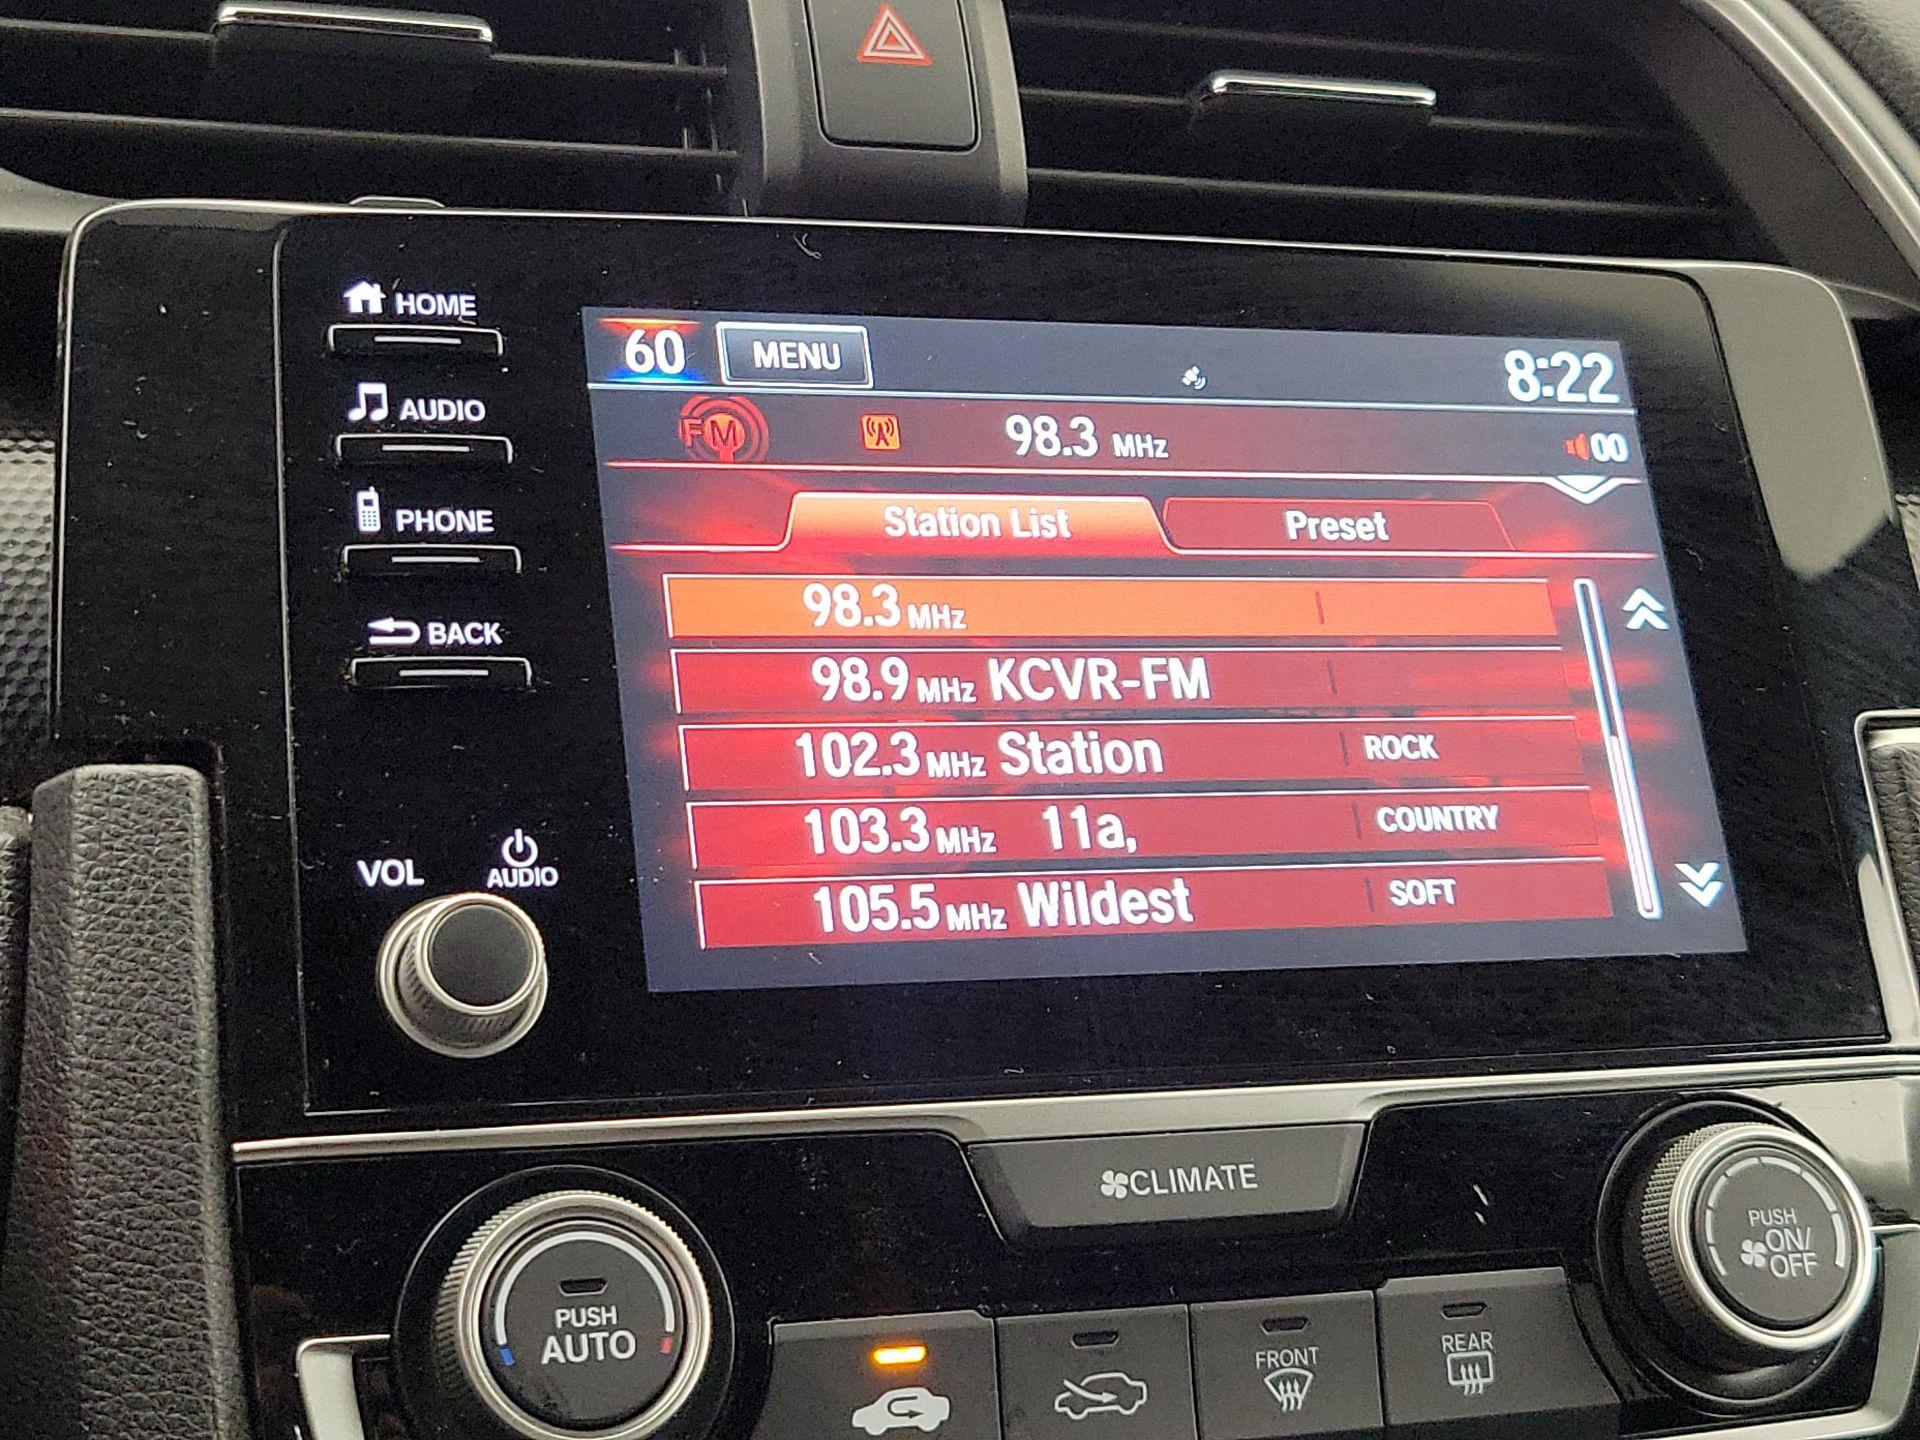 HOME
AUDIO
PHONE
BACK
VOL
AUDIO
60 MENU 8:22
FM 98.3 MHz 00
Station List Preset
98.3 MHz
98.9 MHz KCVR-FM
102.3 MHz Station ROCK
103.3 MHz 11a, COUNTRY
105.5 MHz Wildest SOFT
CLIMATE
PUSH
AUTO
FRONT
REAR
PUSH
ON/
OFF